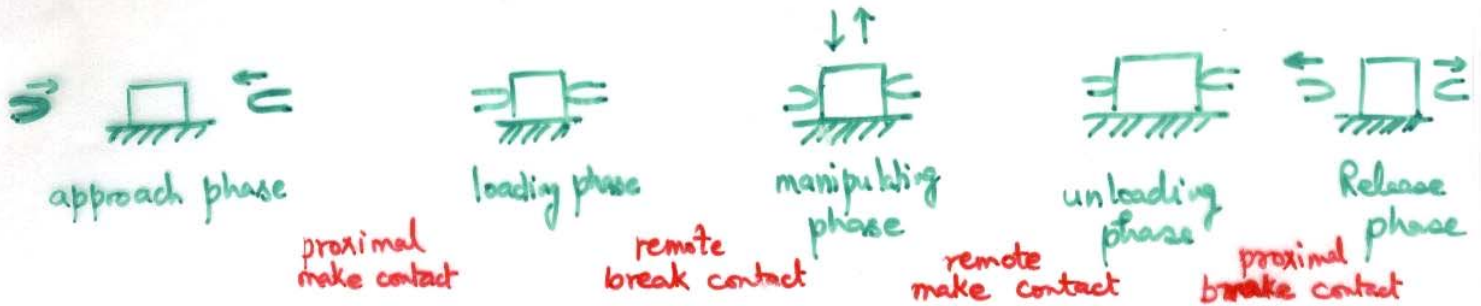 approach phase
loading phase
manipulating
phase
unloading
phase
Release
phase
proximal
make contact
remote
break contact
remote
make contact
proximal
break contact